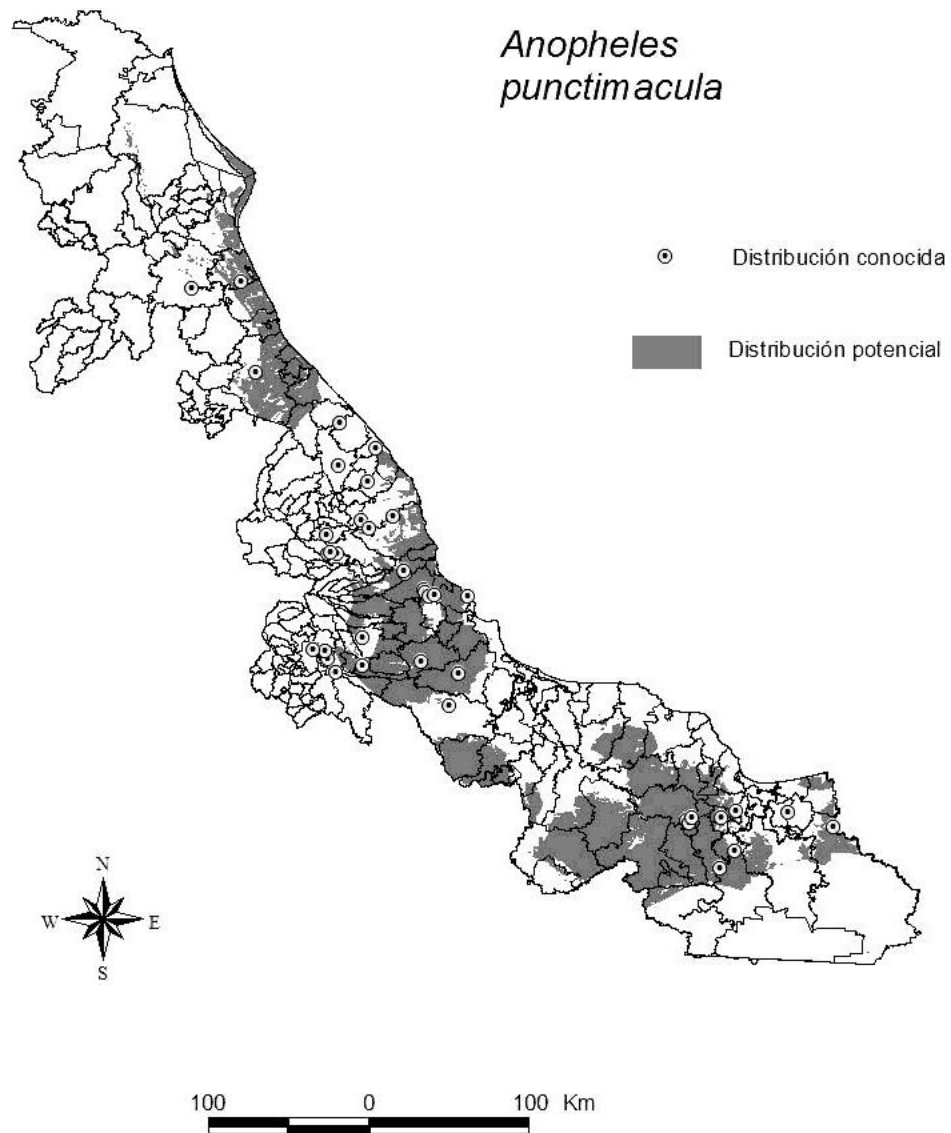 Anopheles
punctimacula
Distribución conocida
Distribución potencial
N
W E
S
100 0 100 Km